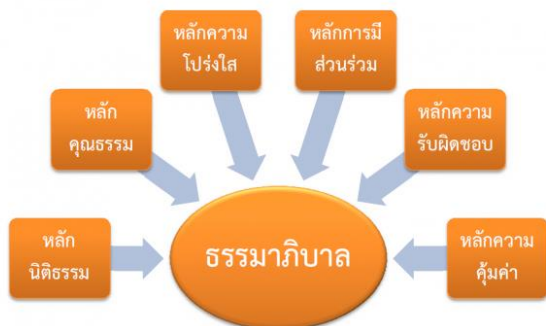 หลักความ
โปร่งใส
หลักการมี
ส่วนร่วม
หลัก
คุณธรรม
หลักความ
รับผิดชอบ
หลัก
นิติธรรม
ธรรมาภิบาล
หลักความ
คุ้มค่า